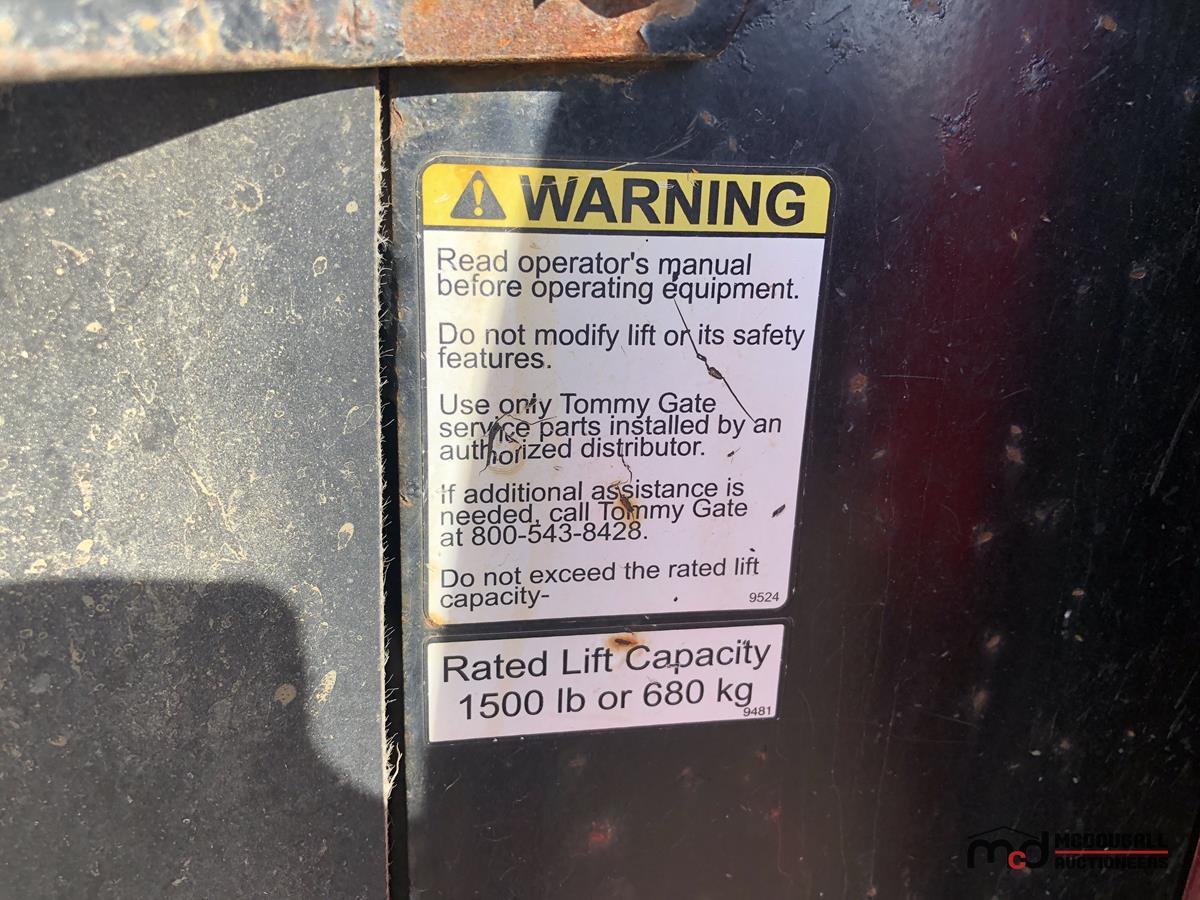 WARNING
Read operator's manual
before operating equipment.
Do not modify lift or its safety
features.
Use only Tommy Gate
service parts installed by an
authorized distributor.
If additional assistance is
needed, call Tommy Gate
at 800-543-8428.
Do not exceed the rated lift
capacity-
9524
Rated Lift Capacity
1500 lb or 680 kg
9481
mcd MCDOUGALL
AUCTIONEERS